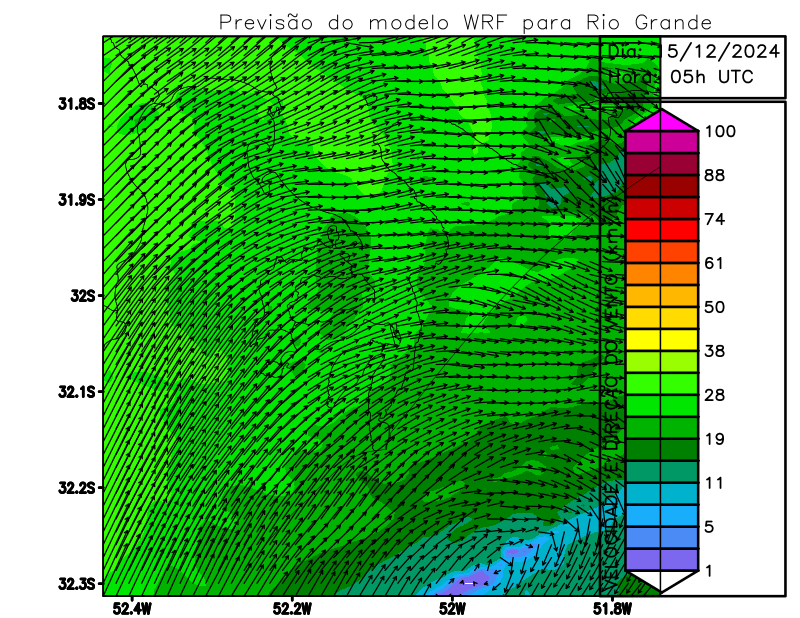 Previsão do modelo WRF para Rio Grande
Dia: 5/12/2024
Hora: 05h UTC
31.8S
31.9S
32S
32.1S
32.2S
32.3S
52.4W
52.2W
52W
51.8W
VELOCIDADE E DIREÇÃO DO VENTO (km/h)
100
88
74
61
50
38
28
19
11
5
1